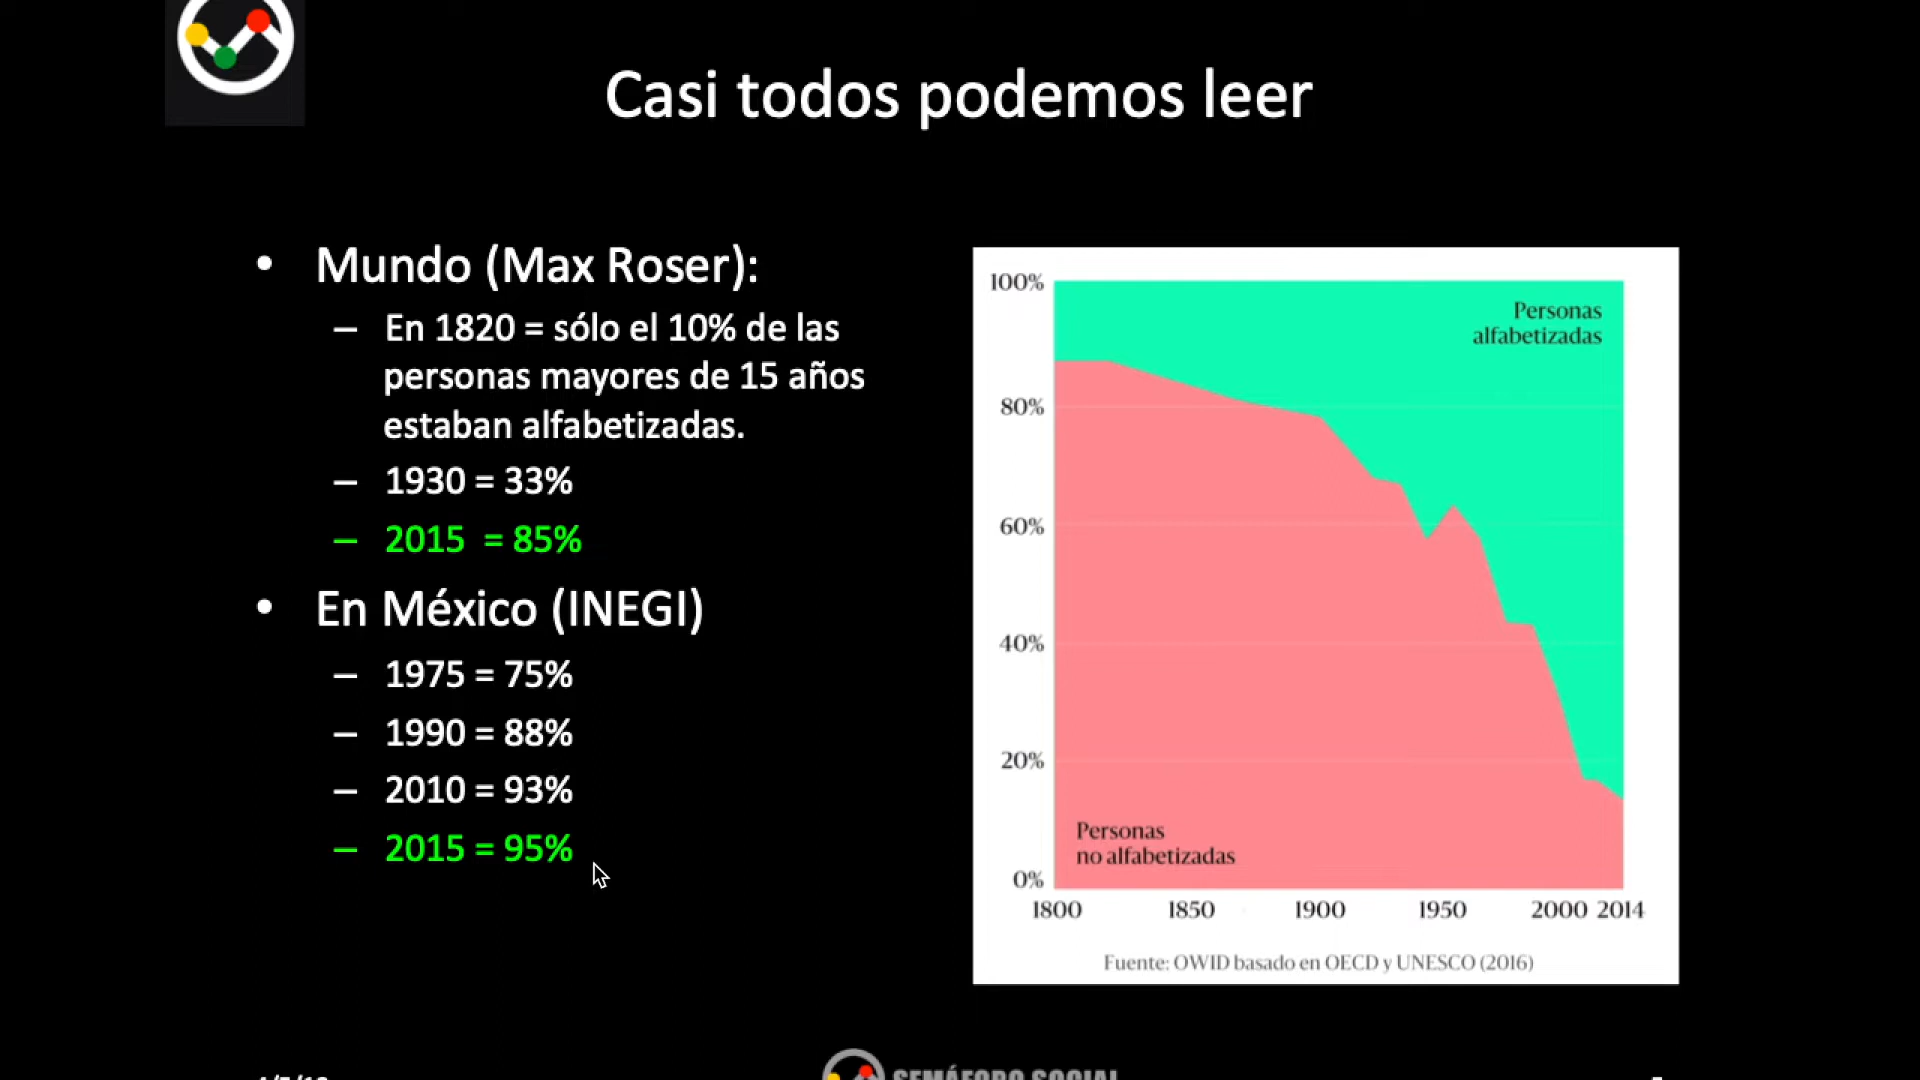 Casi todos podemos leer
• Mundo (Max Roser):
– En 1820 = sólo el 10% de las
personas mayores de 15 años
estaban alfabetizadas.
– 1930 = 33%
– 2015 = 85%
• En México (INEGI)
– 1975 = 75%
– 1990 = 88%
– 2010 = 93%
– 2015 = 95%
100%
80%
60%
40%
20%
0%
Personas
alfabetizadas
Personas
no alfabetizadas
1800 1850 1900 1950 2000 2014
Fuente: OWID basado en OECD y UNESCO (2016)
SEMÁFORO SOCIAL